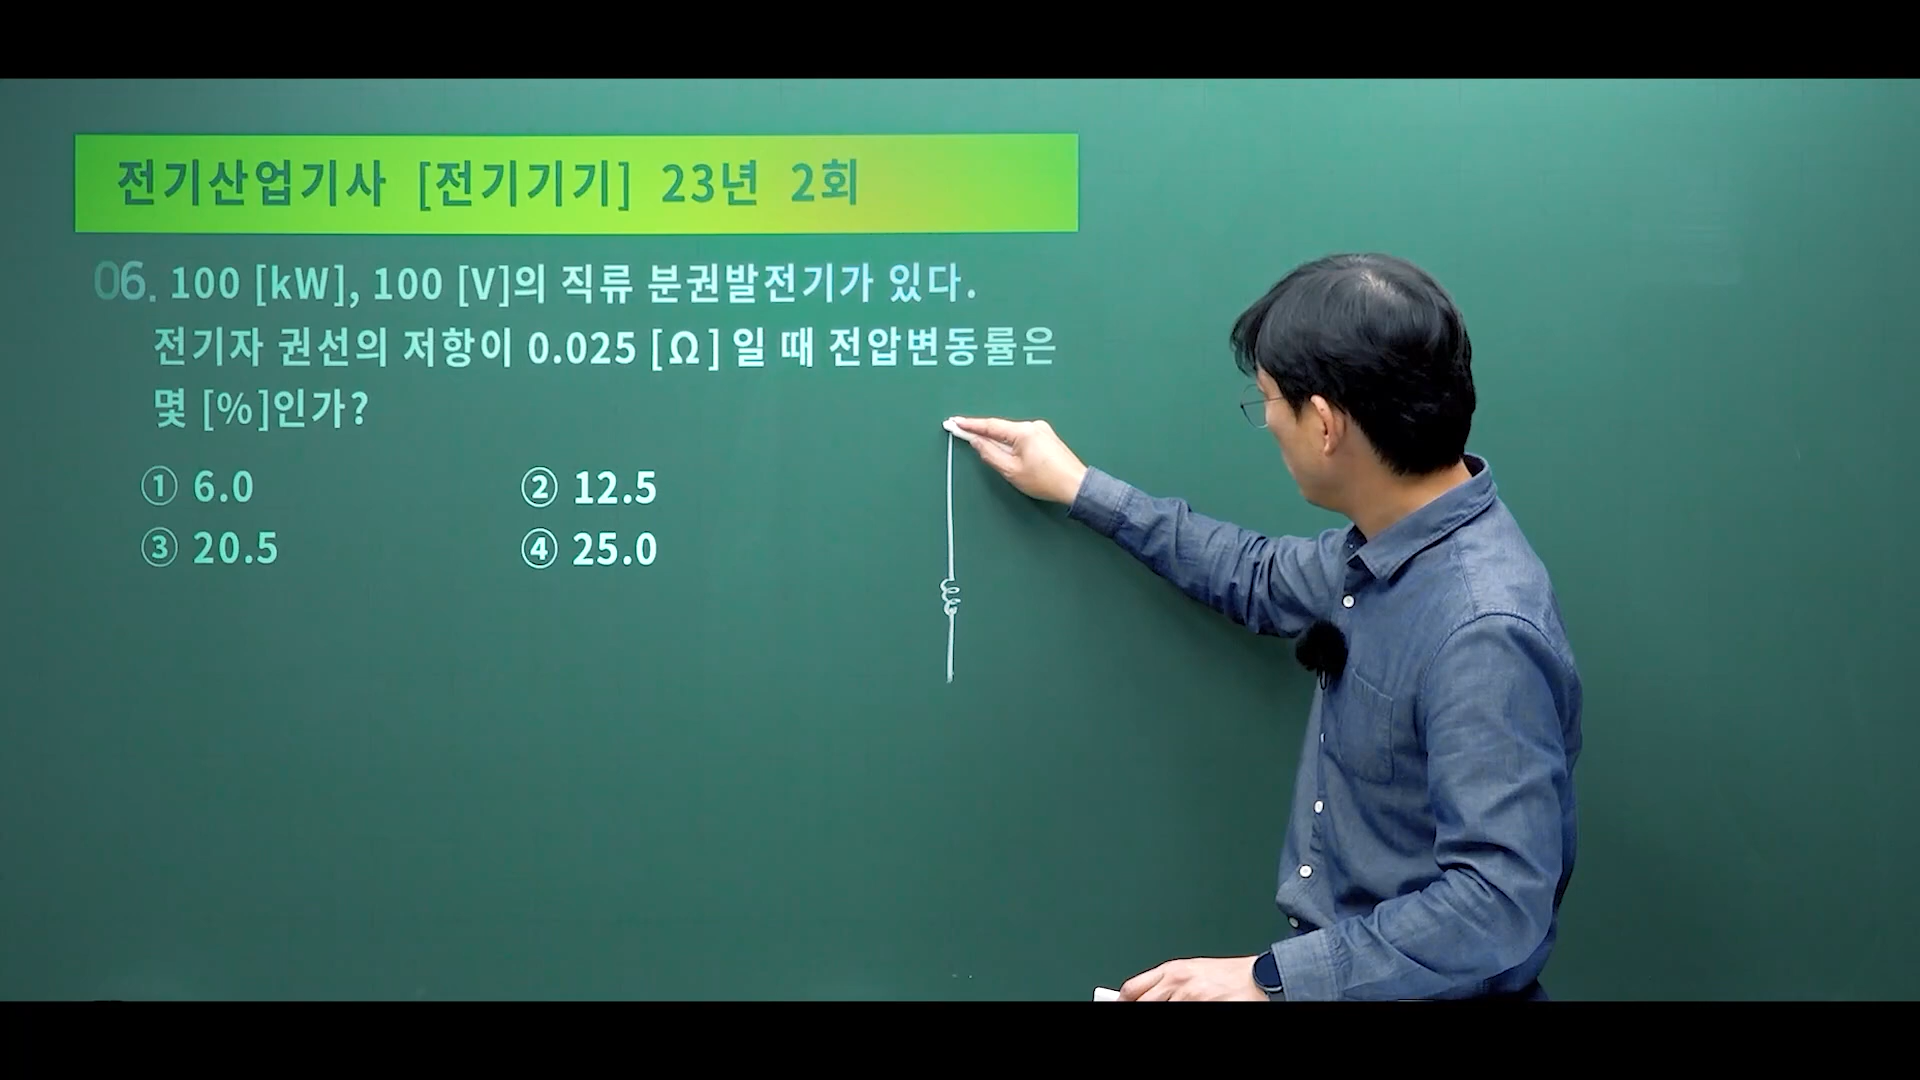 전기산업기사 [전기기기] 23년 2회
06. 100 [kW], 100 [V]의 직류 분권발전기가 있다.
전기자 권선의 저항이 0.025 [Ω] 일 때 전압변동률은
몇 [%]인가?
① 6.0 ② 12.5
③ 20.5 ④ 25.0